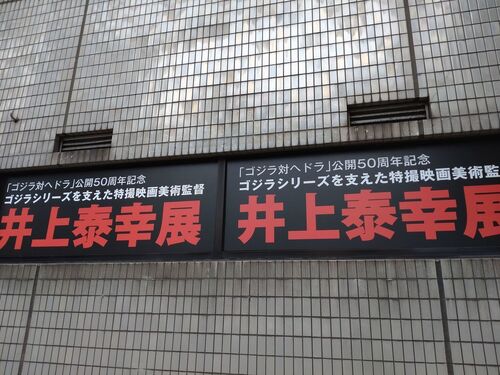 「ゴジラ対ヘドラ」公開50周年記念
ゴジラシリーズを支えた特撮映画美術監督
井上泰幸展
「ゴジラ対ヘドラ」公開50周年記念
ゴジラシリーズを支えた特撮映画美術監
井上泰幸展